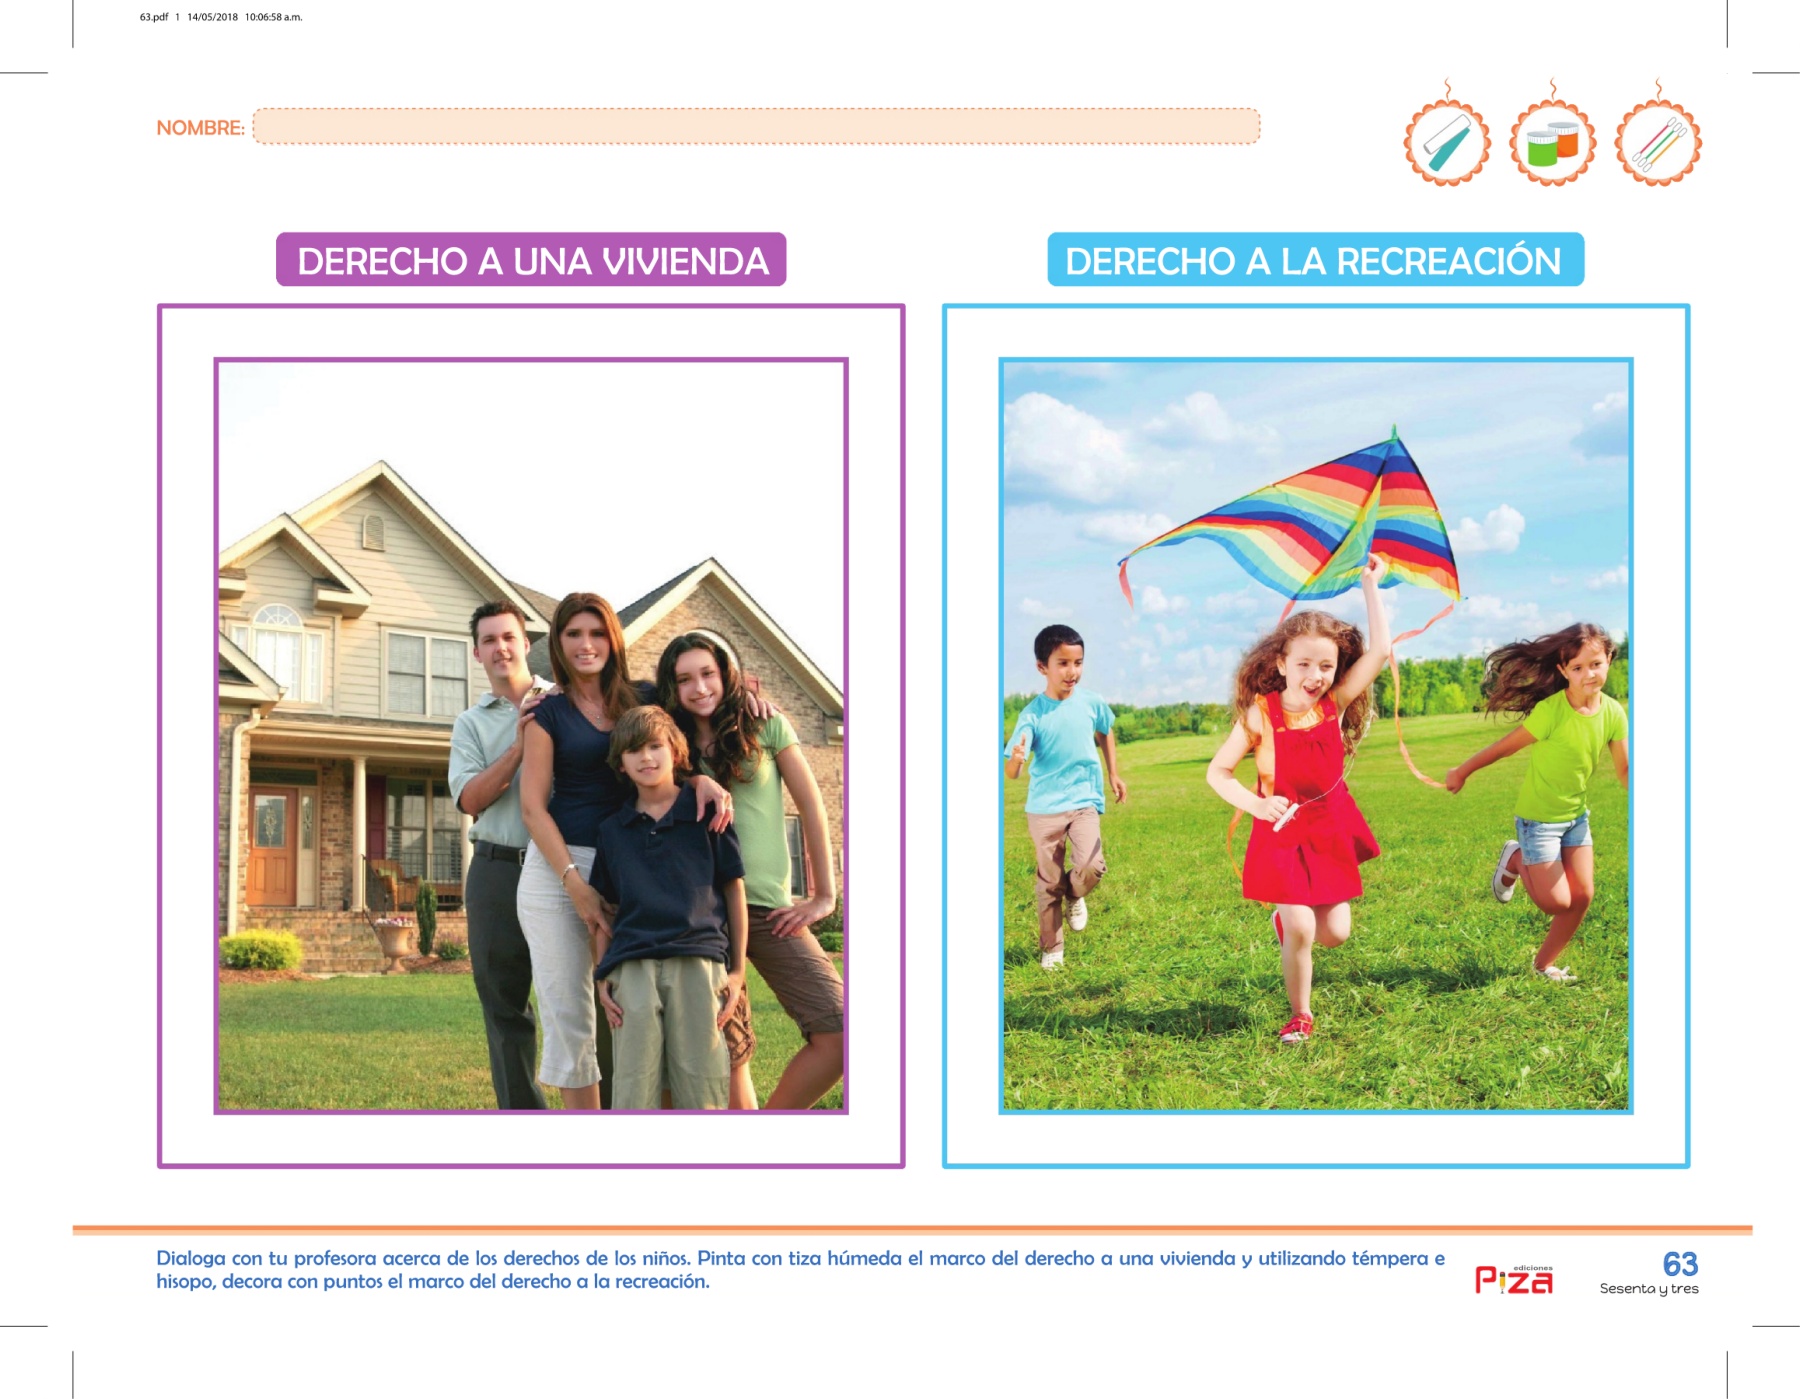 63.pdf 1 14/05/2018 10:06:58 a.m.
NOMBRE:
DERECHO A UNA VIVIENDA
DERECHO A LA RECREACIÓN
Dialoga con tu profesora acerca de los derechos de los niños. Pinta con tiza húmeda el marco del derecho a una vivienda y utilizando témpera e
hisopo, decora con puntos el marco del derecho a la recreación.
ediciones
Piza
63
Sesenta y tres